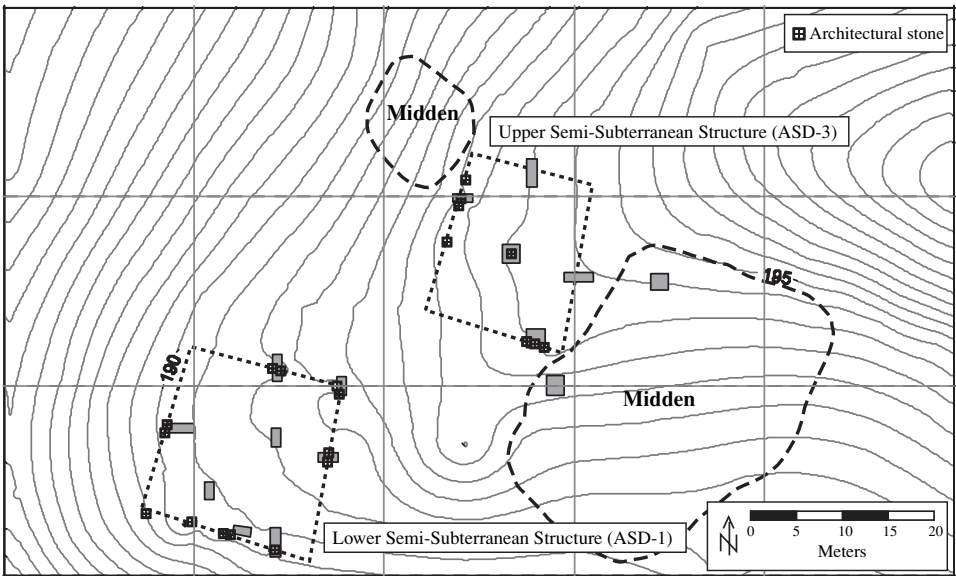 Architectural stone
Midden
Upper Semi-Subterranean Structure (ASD-3)
195
190
Midden
Lower Semi-Subterranean Structure (ASD-1)
N
0 5 10 15 20
Meters